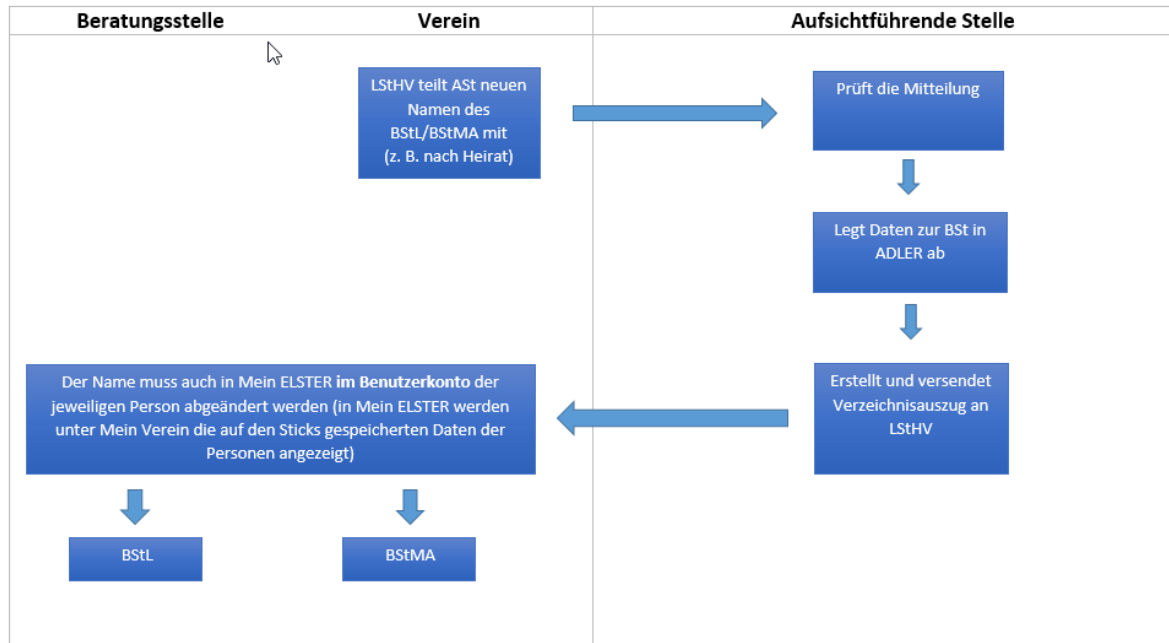 Beratungsstelle
Verein
Aufsichtführende Stelle
LStHV teilt ASt neuen
Namen des
BStL/BStMA mit
(z. B. nach Heirat)
Prüft die Mitteilung
Legt Daten zur BSt in
ADLER ab
Erstellt und versendet
Verzeichnisauszug an
LStHV
Der Name muss auch in Mein ELSTER im Benutzerkonto der
jeweiligen Person abgeändert werden (in Mein ELSTER werden
unter Mein Verein die auf den Sticks gespeicherten Daten der
Personen angezeigt)
BStL
BStMA